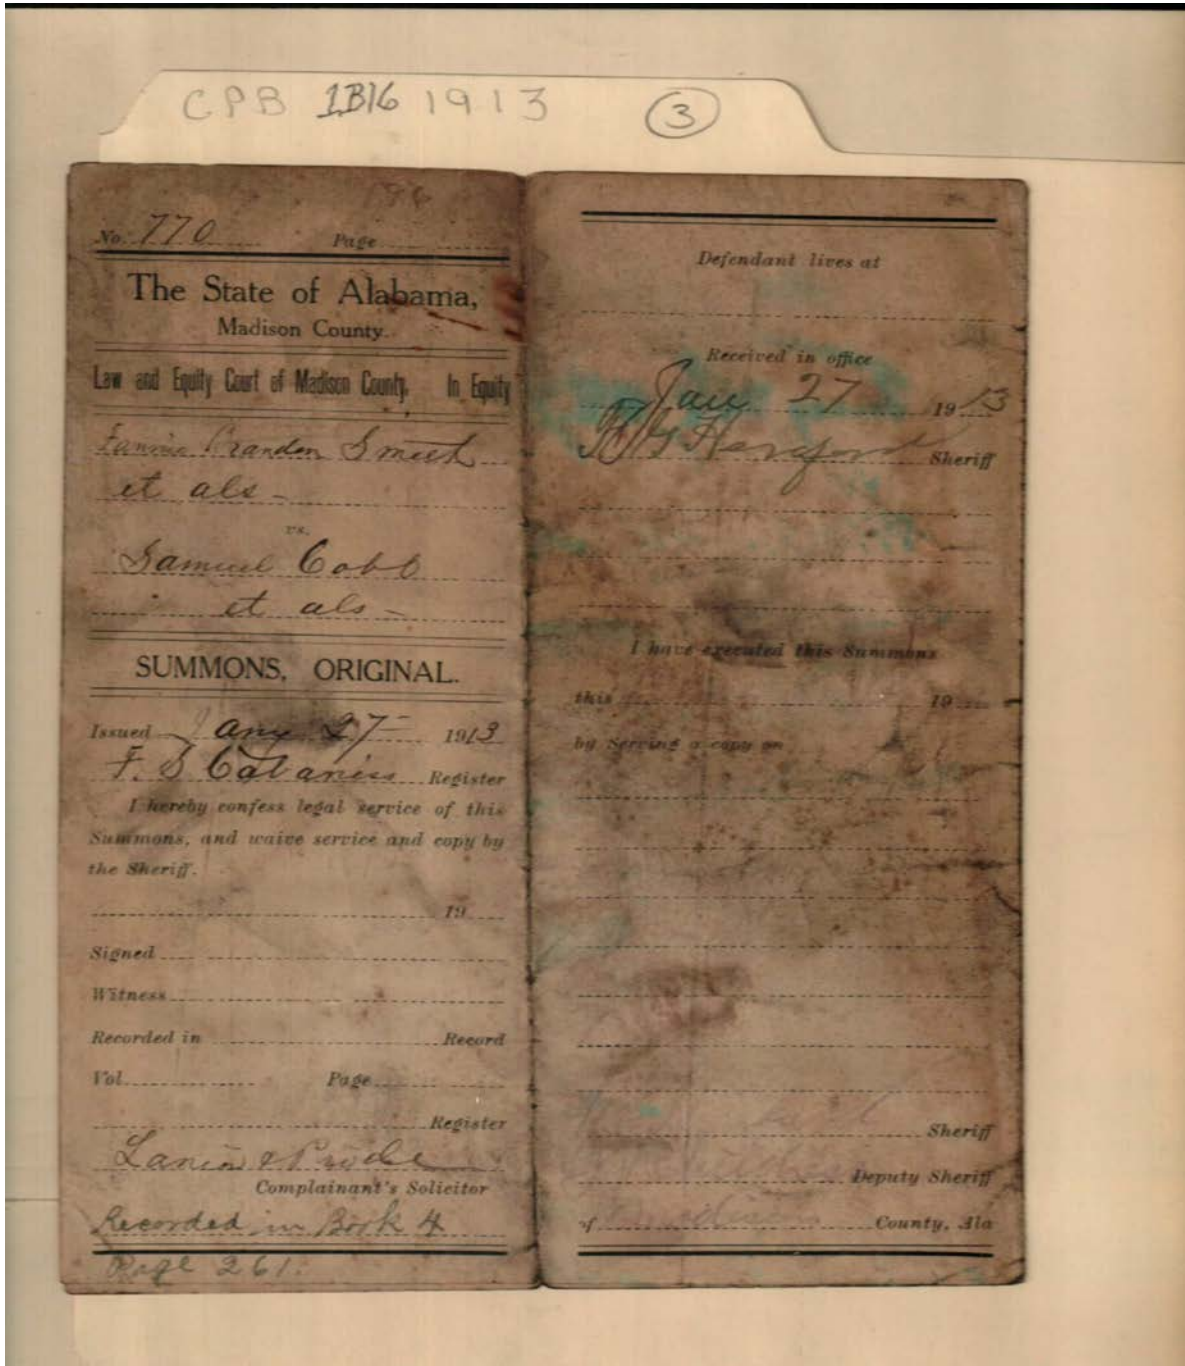 CPB 1B16 1913 3
No. 770 Page
The State of Alabama,
Madison County.
Law and Equity Court of Madison County, In Equity
Fannie Brandon Smith
et als -
vs.
Samuel Cobb
et als -
SUMMONS, ORIGINAL.
Issued Jany 27 - 1913
F. S Cabaniss Register
I hereby confess legal service of this
Summons, and waive service and copy by
the Sheriff.
19
Signed
Witness
Recorded in Record
Vol. Page
Register
Complainant's Solicitor
Recorded in Book 4
Page 261.
Defendant lives at
Received in office
Jany 27 1913
Sheriff
I have executed this Summons
this 19
by Serving a copy on
Sheriff
Deputy Sheriff
of Madison County, Ala